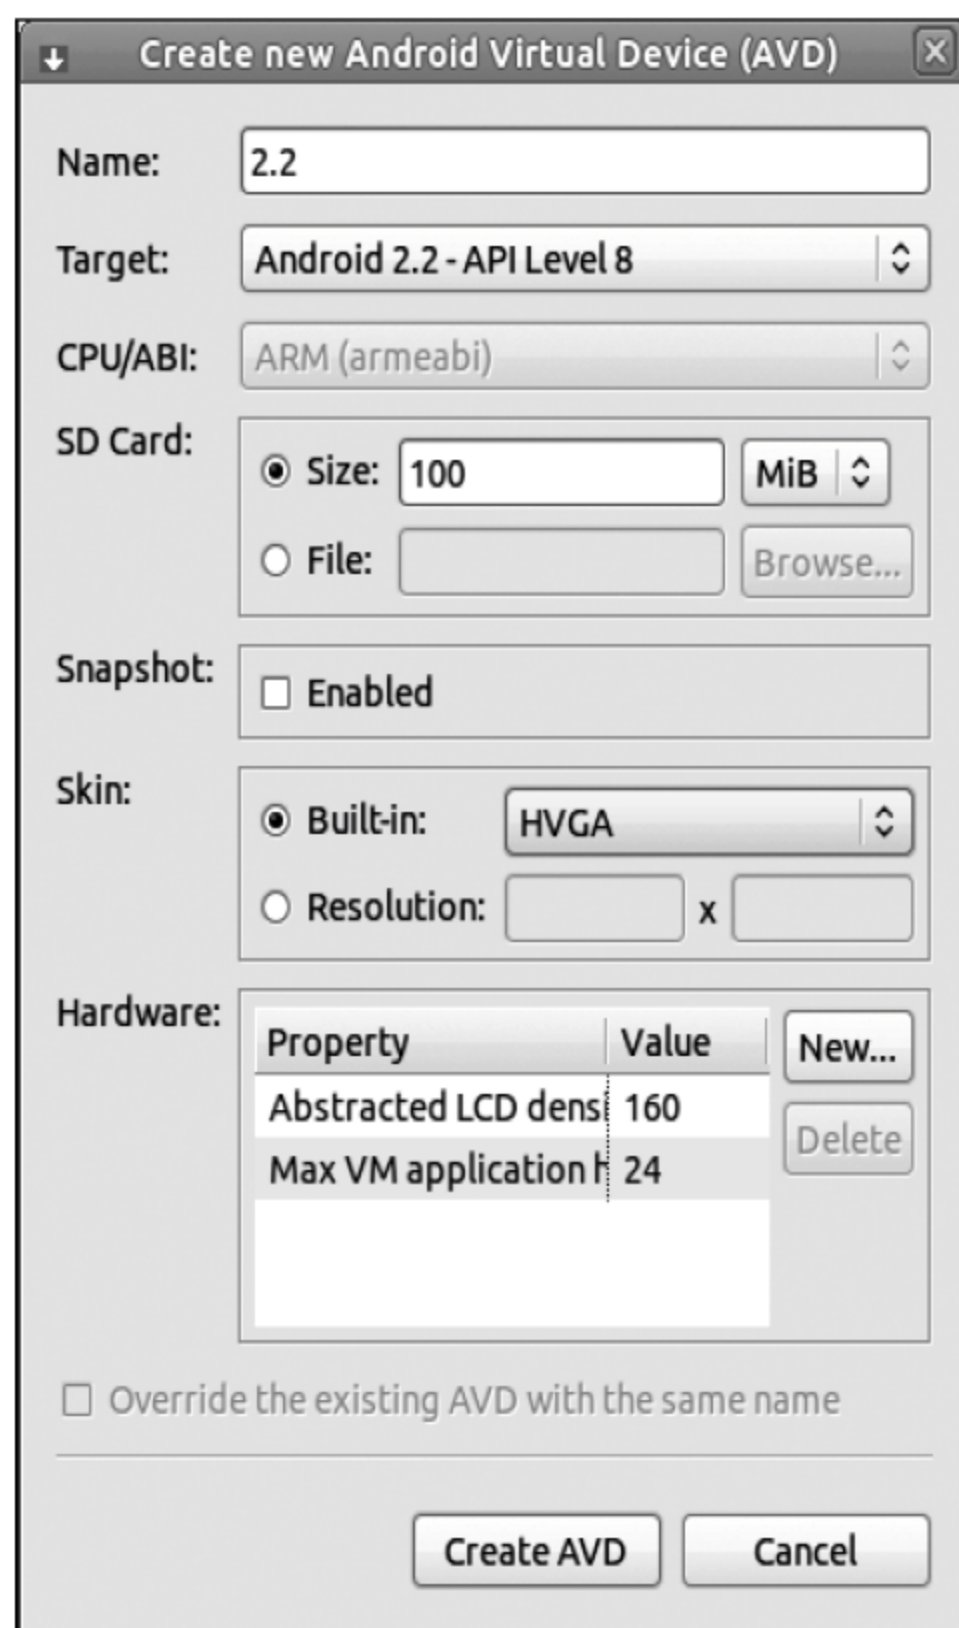 Create new Android Virtual Device (AVD)
Name: 2.2
Target: Android 2.2 - API Level 8
CPU/ABI: ARM (armeabi)
SD Card:
Size: 100 MiB
File: Browse...
Snapshot:
Enabled
Skin:
Built-in: HVGA
Resolution: x
Hardware:
Property Value New...
Abstracted LCD densi 160
Delete
Max VM application h 24
Override the existing AVD with the same name
Create AVD Cancel